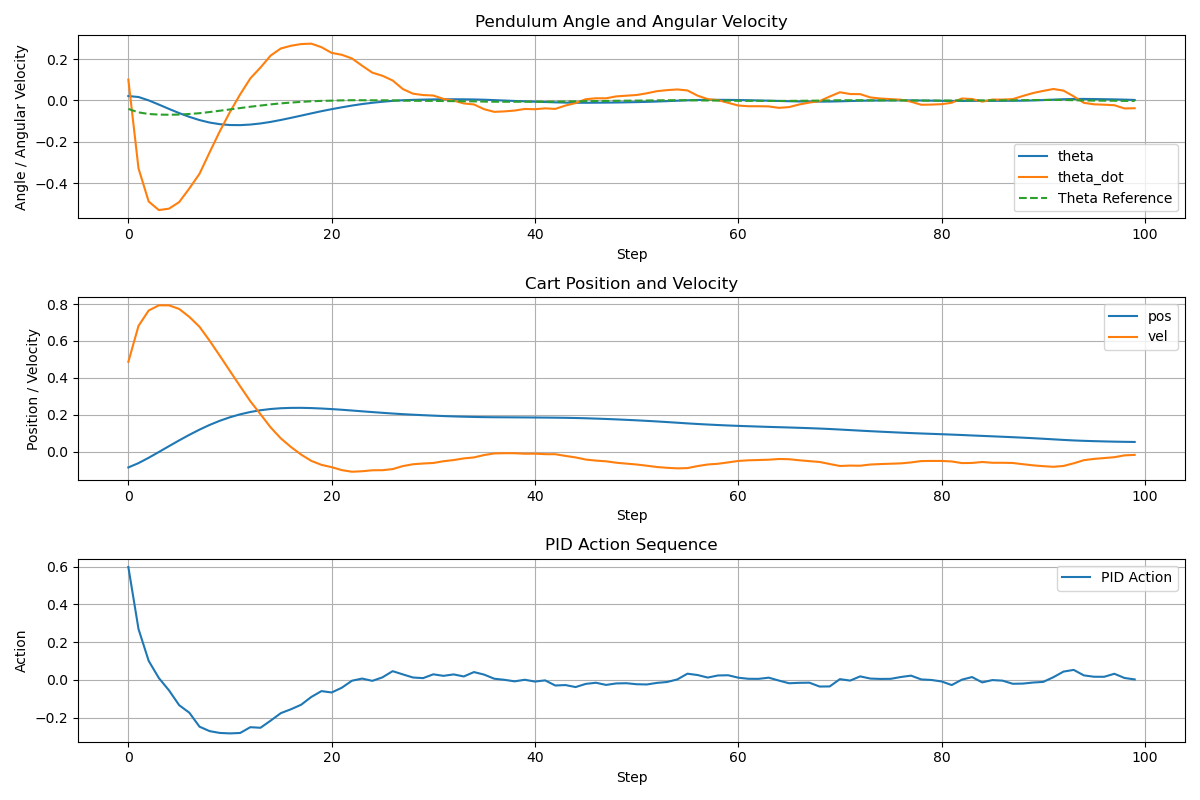 Pendulum Angle and Angular Velocity
Angle / Angular Velocity
0.2
0.0
−0.2
−0.4
theta
theta_dot
Theta Reference
0 20 40 60 80 100
Step
Cart Position and Velocity
Position / Velocity
0.8
0.6
0.4
0.2
0.0
pos
vel
0 20 40 60 80 100
Step
PID Action Sequence
Action
0.6
0.4
0.2
0.0
−0.2
PID Action
0 20 40 60 80 100
Step